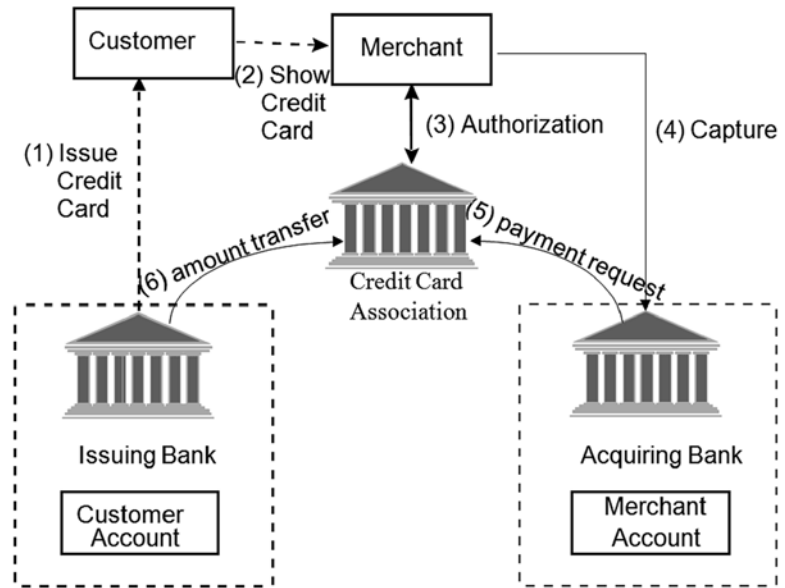 Customer
Merchant
(1) Issue
Credit
Card
(2) Show
Credit
Card
(3) Authorization
(4) Capture
(5) payment request
(6) amount transfer
Credit Card
Association
Issuing Bank
Customer
Account
Acquiring Bank
Merchant
Account